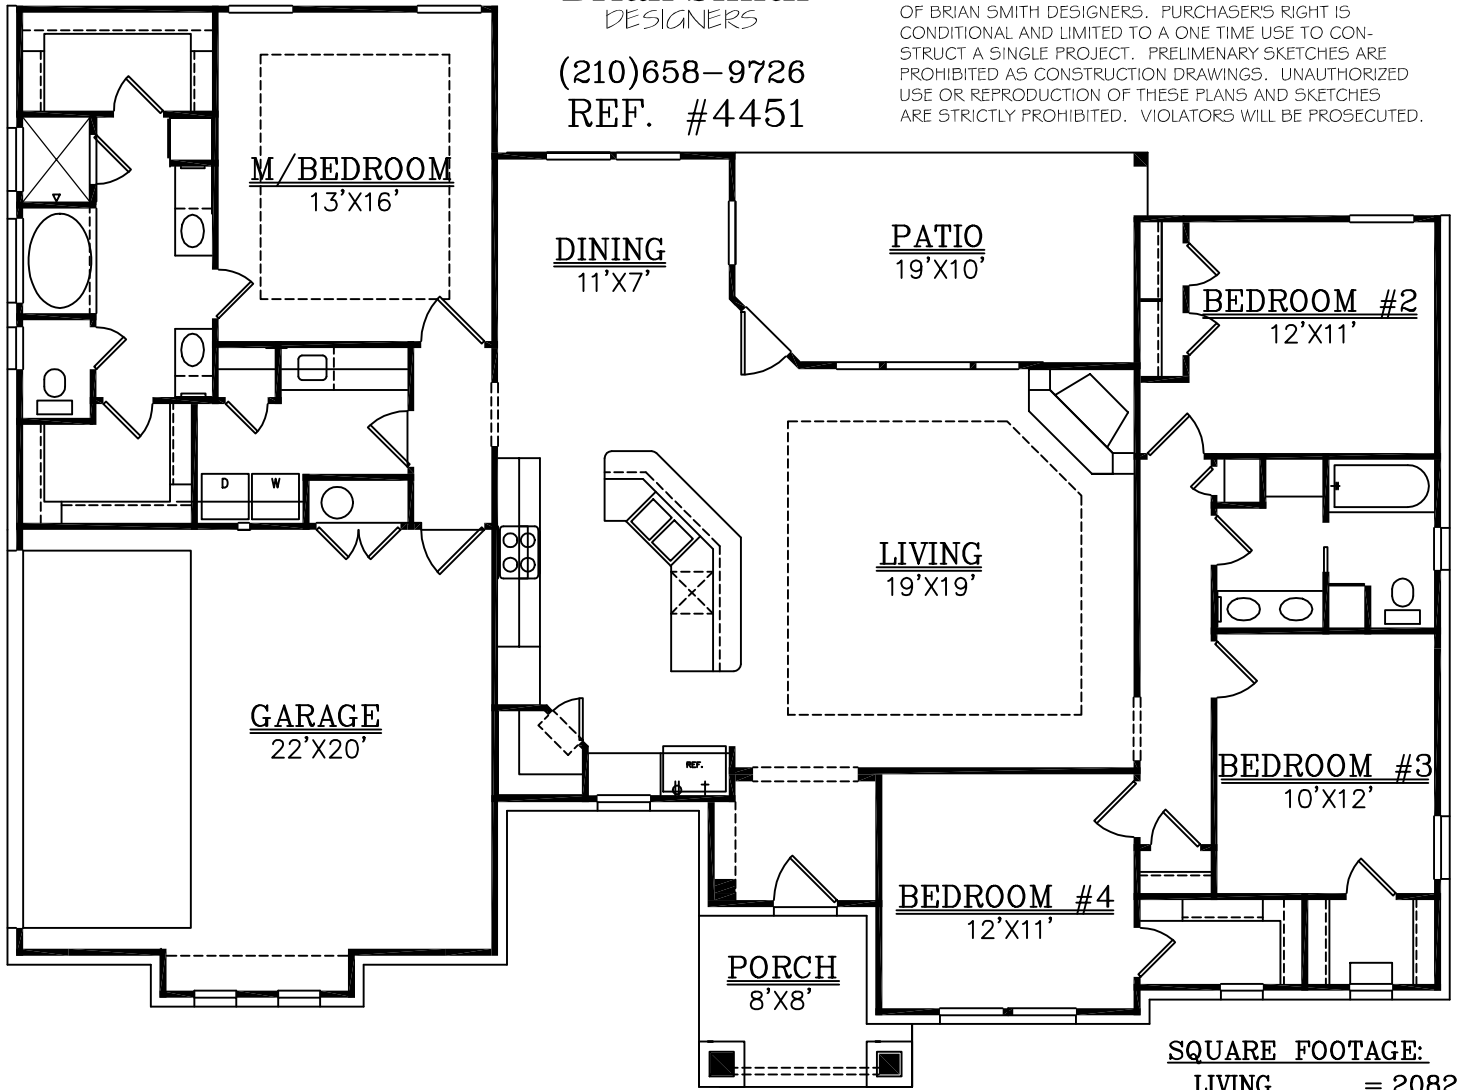 DESIGNERS
(210)658-9726
REF. #4451
OF BRIAN SMITH DESIGNERS. PURCHASER'S RIGHT IS
CONDITIONAL AND LIMITED TO A ONE TIME USE TO CON-
STRUCT A SINGLE PROJECT. PRELIMENARY SKETCHES ARE
PROHIBITED AS CONSTRUCTION DRAWINGS. UNAUTHORIZED
USE OR REPRODUCTION OF THESE PLANS AND SKETCHES
ARE STRICTLY PROHIBITED. VIOLATORS WILL BE PROSECUTED.
M/BEDROOM
13'X16'
DINING
11'X7'
PATIO
19'X10'
BEDROOM #2
12'X11'
D
W
LIVING
19'X19'
GARAGE
22'X20'
REF.
BEDROOM #3
10'X12'
BEDROOM #4
12'X11'
PORCH
8'X8'
SQUARE FOOTAGE:
LIVING = 2082